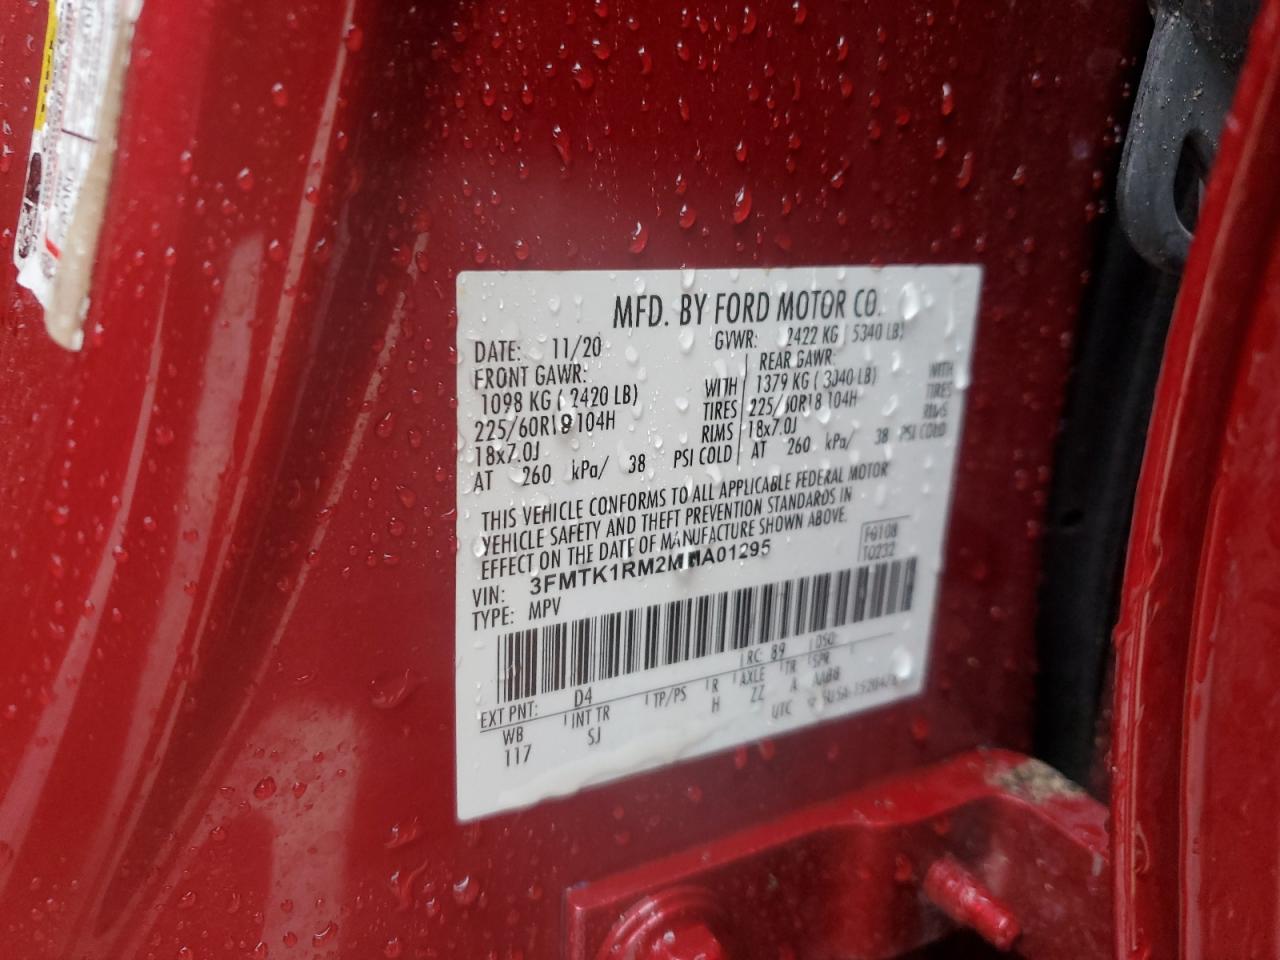 MFD. BY FORD MOTOR CO.
DATE: 11/20 GVWR: 2422 KG ( 5340 LB)
FRONT GAWR: REAR GAWR:
1098 KG ( 2420 LB) WITH 1379 KG ( 3040 LB) WITH
225/60R18 104H TIRES 225/60R18 104H TIRES
18x7.0J RIMS 18x7.0J RIMS
AT 260 kPa/ 38 PSI COLD AT 260 kPa/ 38 PSI COLD
THIS VEHICLE CONFORMS TO ALL APPLICABLE FEDERAL MOTOR
VEHICLE SAFETY AND THEFT PREVENTION STANDARDS IN
EFFECT ON THE DATE OF MANUFACTURE SHOWN ABOVE.
F0108
T0232
VIN: 3FMTK1RM2MMA01295
TYPE: MPV
RC: 89 DSO:
EXT PNT: D4
WB INT TR TP/PS R AXLE TR SPR
117 SJ H ZZ A AABB
UTC